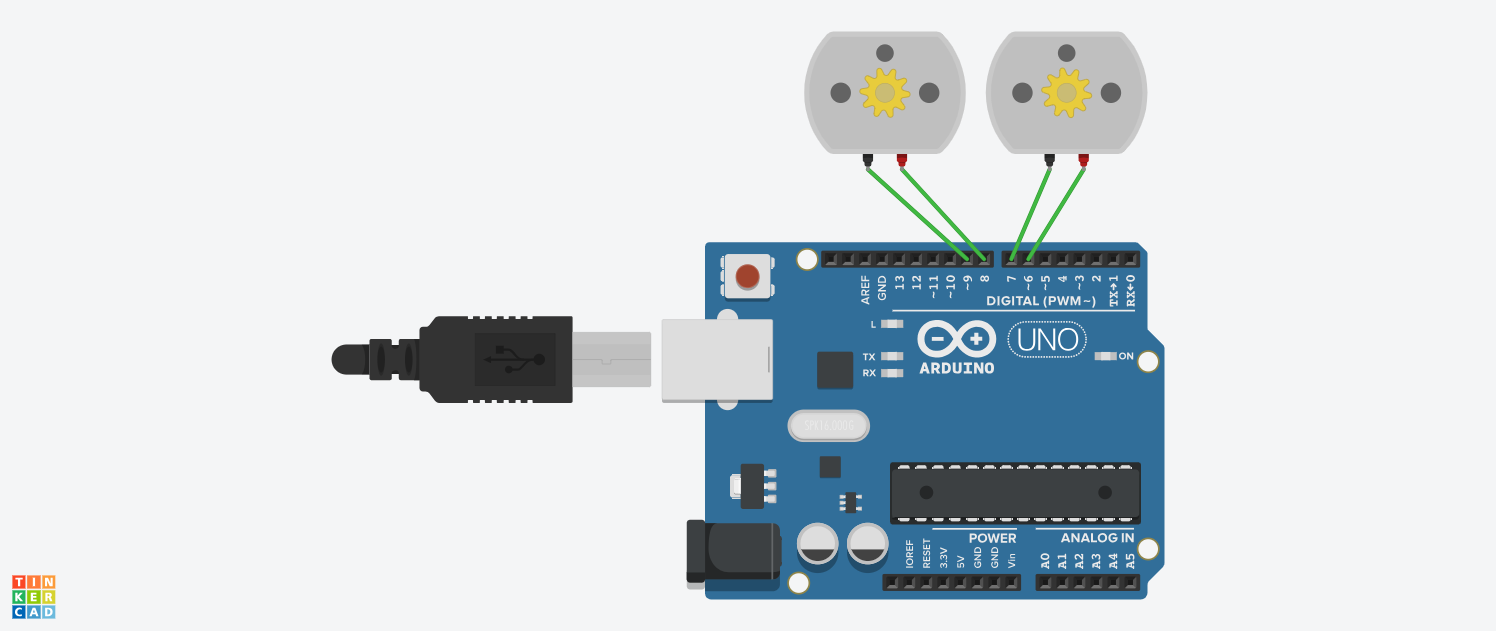 AREF
GND
13
12
~11
~10
~9
8
7
~6
~5
4
~3
2
TX→1
RX←0
DIGITAL (PWM~)
L
TX
RX
ARDUINO
UNO
ON
SPK16.000G
POWER
ANALOG IN
IOREF
RESET
3.3V
5V
GND
GND
Vin
A0
A1
A2
A3
A4
A5
TIN
KER
CAD